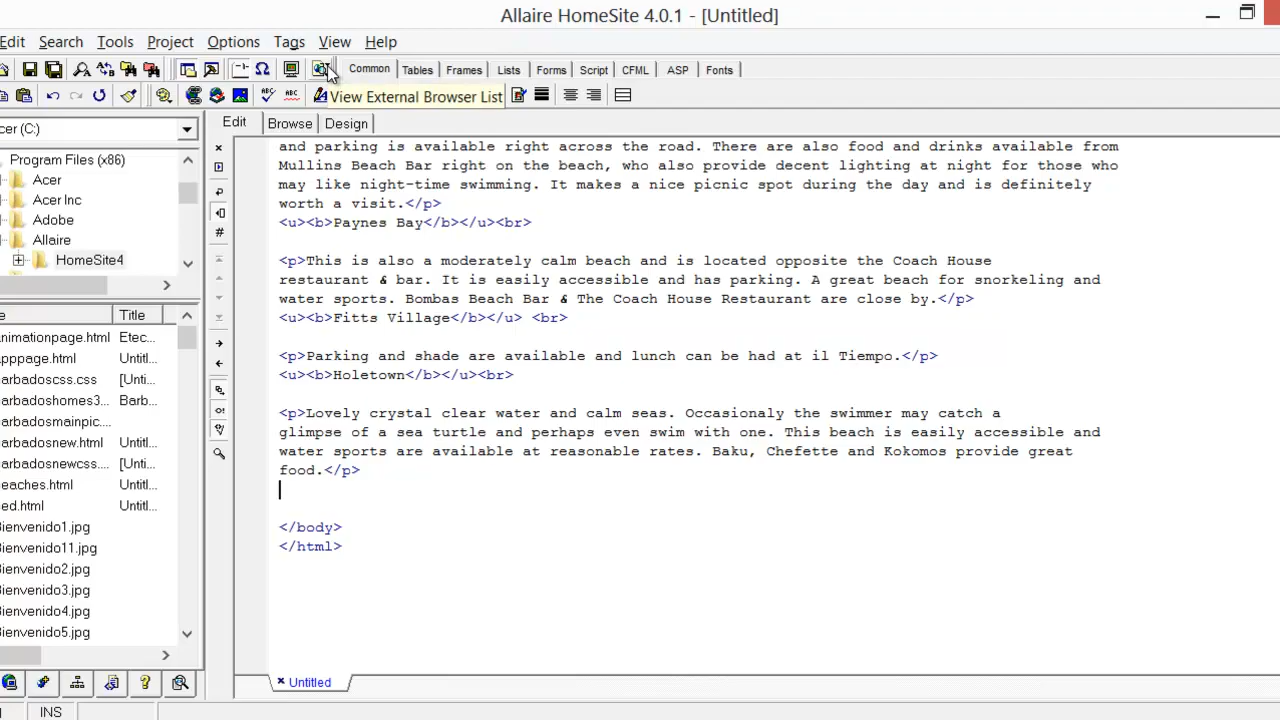 Allaire HomeSite 4.0.1 - [Untitled]
Edit Search Tools Project Options Tags View Help
Common Tables Frames Lists Forms Script CFML ASP Fonts
View External Browser List
cer (C:)
Edit Browse Design
Program Files (x86)
Acer
Acer Inc
Adobe
Allaire
HomeSite4
and parking is available right across the road. There are also food and drinks available from
Mullins Beach Bar right on the beach, who also provide decent lighting at night for those who
may like night-time swimming. It makes a nice picnic spot during the day and is definitely
worth a visit.</p>
<u><b>Paynes Bay</b></u><br>
<p>This is also a moderately calm beach and is located opposite the Coach House
restaurant & bar. It is easily accessible and has parking. A great beach for snorkeling and
water sports. Bombas Beach Bar & The Coach House Restaurant are close by.</p>
<u><b>Fitts Village</b></u> <br>
<p>Parking and shade are available and lunch can be had at il Tiempo.</p>
<u><b>Holetown</b></u><br>
<p>Lovely crystal clear water and calm seas. Occasionaly the swimmer may catch a
glimpse of a sea turtle and perhaps even swim with one. This beach is easily accessible and
water sports are available at reasonable rates. Baku, Chefette and Kokomos provide great
food.</p>
</body>
</html>
e Title
nimationpage.html Etec...
pppage.html Untitl...
arbadoscss.css [Unti...
arbadoshomes3... Barb...
arbadosmainpic....
arbadosnew.html Untitl...
arbadosnewcss.... [Unti...
eaches.html Untitl...
ed.html Untitl...
Bienvenido1.jpg
ienvenido11.jpg
Bienvenido2.jpg
Bienvenido3.jpg
Bienvenido4.jpg
Bienvenido5.jpg
Untitled
INS